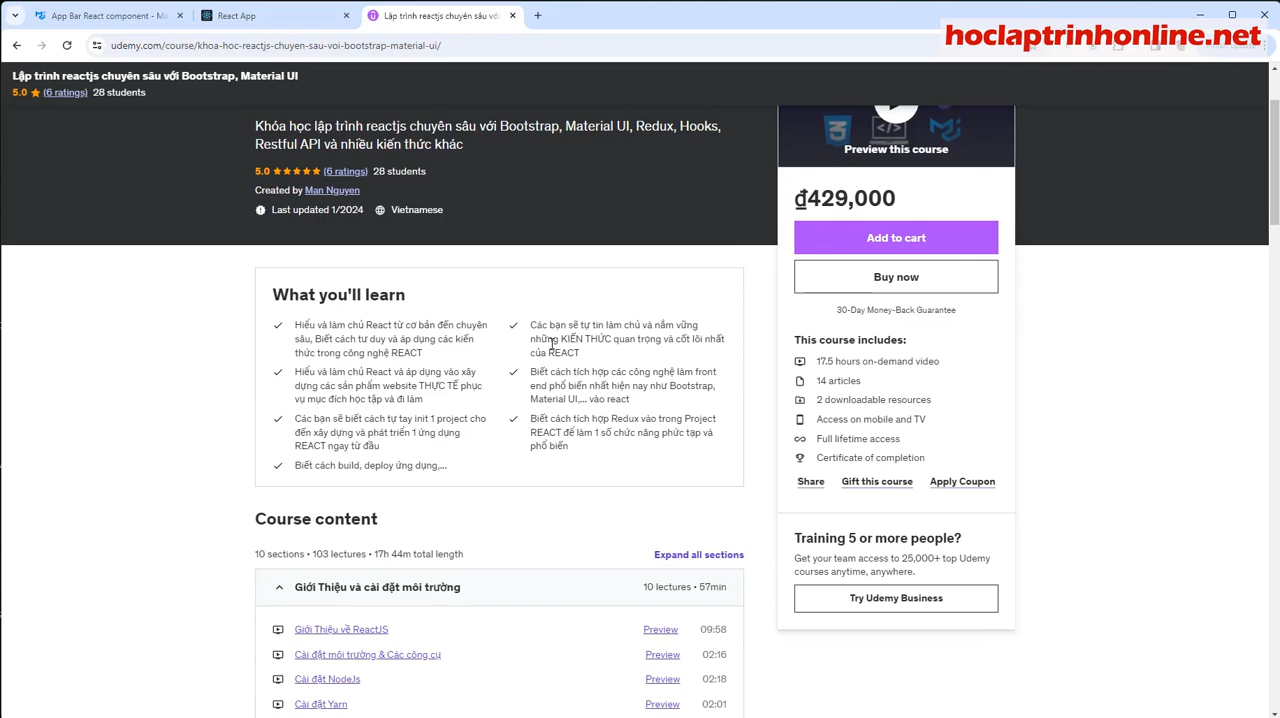 App Bar React component - Ma
React App
Lập trình reactjs chuyên sâu vớ
hoclaptrinhonline.net
udemy.com/course/khoa-hoc-reactjs-chuyen-sau-voi-bootstrap-material-ui/
Lập trình reactjs chuyên sâu với Bootstrap, Material UI
5.0 ★ (6 ratings) 28 students
Khóa học lập trình reactjs chuyên sâu với Bootstrap, Material UI, Redux, Hooks,
Restful API và nhiều kiến thức khác
5.0 ★★★★★ (6 ratings) 28 students
Created by Man Nguyen
Last updated 1/2024 Vietnamese
Preview this course
₫429,000
Add to cart
Buy now
30-Day Money-Back Guarantee
This course includes:
17.5 hours on-demand video
14 articles
2 downloadable resources
Access on mobile and TV
Full lifetime access
Certificate of completion
Share Gift this course Apply Coupon
Training 5 or more people?
Get your team access to 25,000+ top Udemy
courses anytime, anywhere.
Try Udemy Business
What you'll learn
Hiểu và làm chủ React từ cơ bản đến chuyên
sâu, Biết cách tư duy và áp dụng các kiến
thức trong công nghệ REACT
Các bạn sẽ tự tin làm chủ và nắm vững
những KIẾN THỨC quan trọng và cốt lõi nhất
của REACT
Hiểu và làm chủ React và áp dụng vào xây
dựng các sản phẩm website THỰC TẾ phục
vụ mục đích học tập và đi làm
Biết cách tích hợp các công nghệ làm front
end phổ biến nhất hiện nay như Bootstrap,
Material UI,... vào react
Các bạn sẽ biết cách tự tay init 1 project cho
đến xây dựng và phát triển 1 ứng dụng
REACT ngay từ đầu
Biết cách tích hợp Redux vào trong Project
REACT để làm 1 số chức năng phức tạp và
phổ biến
Biết cách build, deploy ứng dụng,...
Course content
10 sections • 103 lectures • 17h 44m total length
Expand all sections
Giới Thiệu và cài đặt môi trường 10 lectures • 57min
Giới Thiệu về ReactJS Preview 09:58
Cài đặt môi trường & Các công cụ Preview 02:16
Cài đặt NodeJs Preview 02:18
Cài đặt Yarn Preview 02:01